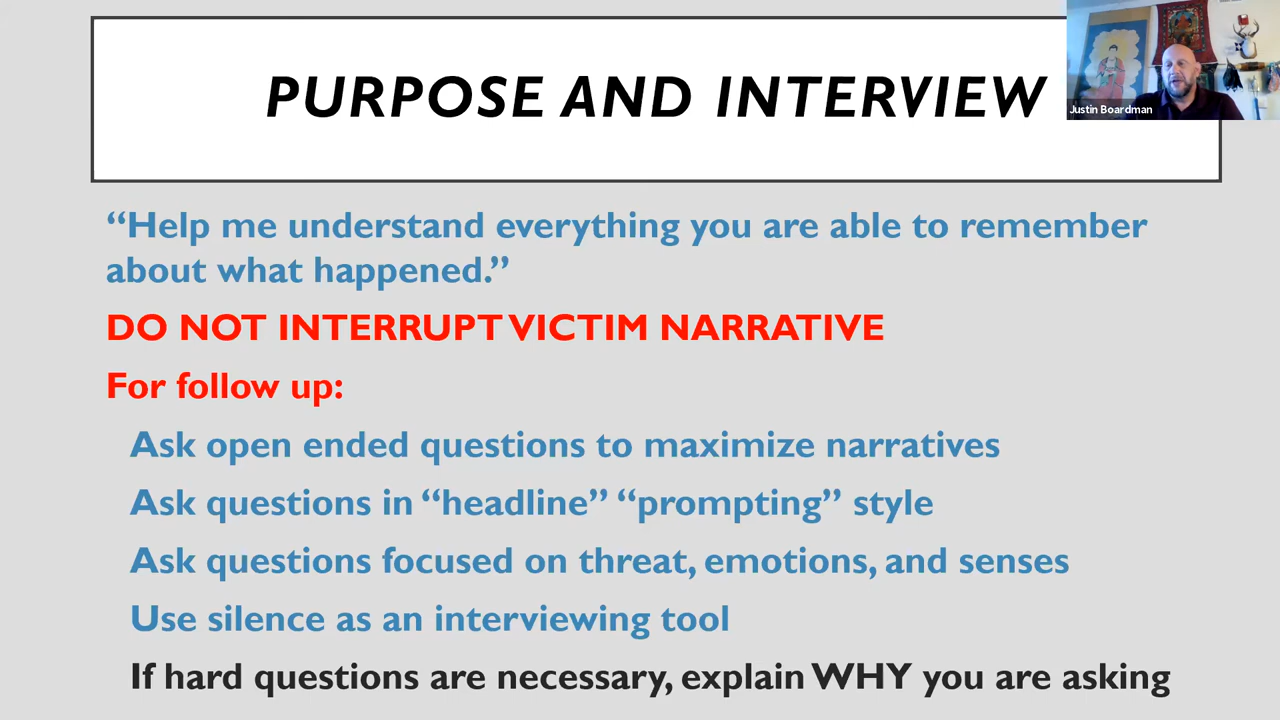 PURPOSE AND INTERVIEW
Justin Boardman
“Help me understand everything you are able to remember
about what happened.”
DO NOT INTERRUPT VICTIM NARRATIVE
For follow up:
Ask open ended questions to maximize narratives
Ask questions in “headline” “prompting” style
Ask questions focused on threat, emotions, and senses
Use silence as an interviewing tool
If hard questions are necessary, explain WHY you are asking